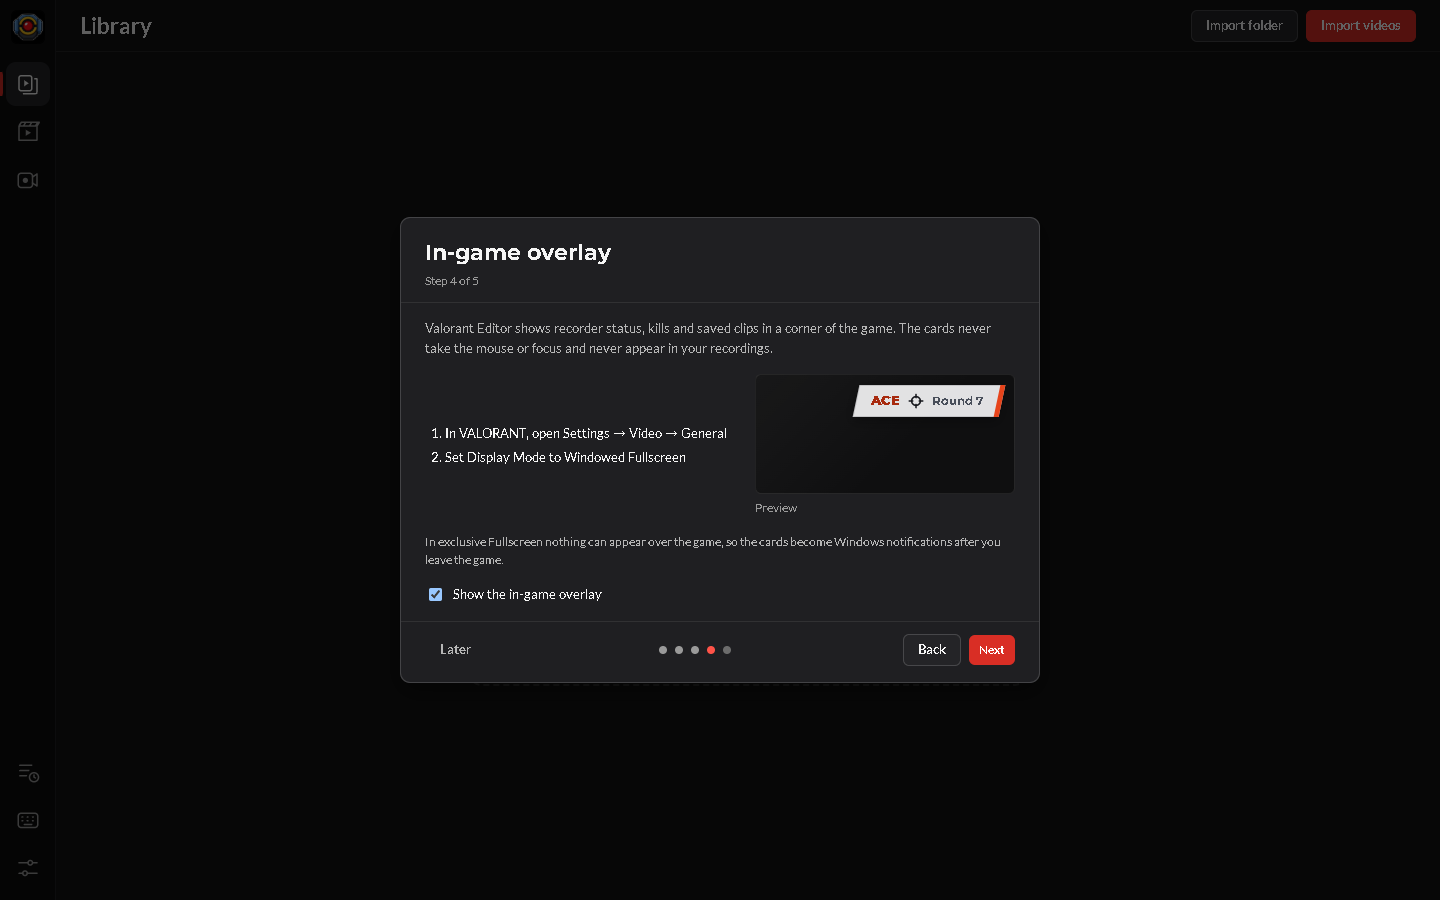 Library
Import folder
Import videos
In-game overlay
Step 4 of 5
Valorant Editor shows recorder status, kills and saved clips in a corner of the game. The cards never
take the mouse or focus and never appear in your recordings.
1. In VALORANT, open Settings → Video → General
2. Set Display Mode to Windowed Fullscreen
ACE Round 7
Preview
In exclusive Fullscreen nothing can appear over the game, so the cards become Windows notifications after you
leave the game.
Show the in-game overlay
Later
Back
Next